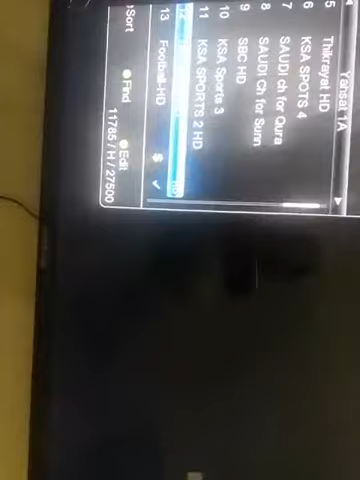 Yahsat 1A
5 Thikrayat HD
6 KSA SPOTS 4
7 SAUDI ch for Qura
8 SAUDI Ch for Sunn
9 SBC HD
10 KSA Sports 3
11 KSA SPORTS 2 HD
12 HD
13 Football-HD $
Sort Find Edit
11785 / H / 27500